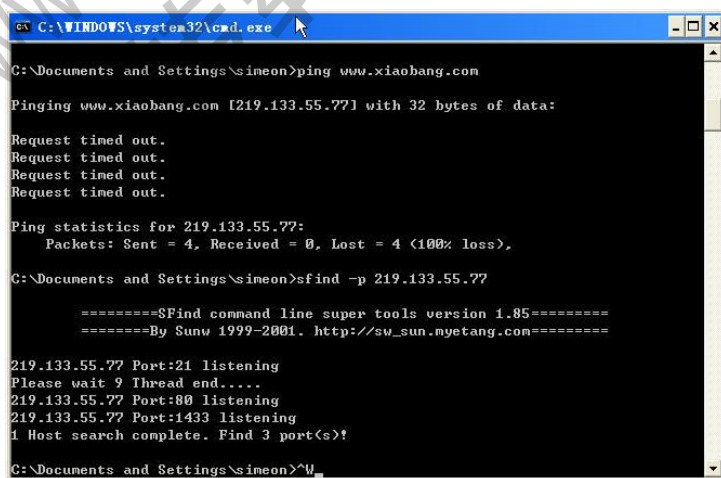 C:\WINDOWS\system32\cmd.exe
C:\Documents and Settings\simeon>ping www.xiaobang.com
Pinging www.xiaobang.com [219.133.55.77] with 32 bytes of data:
Request timed out.
Request timed out.
Request timed out.
Request timed out.
Ping statistics for 219.133.55.77:
    Packets: Sent = 4, Received = 0, Lost = 4 (100% loss),
C:\Documents and Settings\simeon>sfind -p 219.133.55.77
=========SFind command line super tools version 1.85=========
========By Sunw 1999-2001. http://sw_sun.myetang.com=========
219.133.55.77 Port:21 listening
Please wait 9 Thread end.....
219.133.55.77 Port:80 listening
219.133.55.77 Port:1433 listening
1 Host search complete. Find 3 port(s)!
C:\Documents and Settings\simeon>^W_